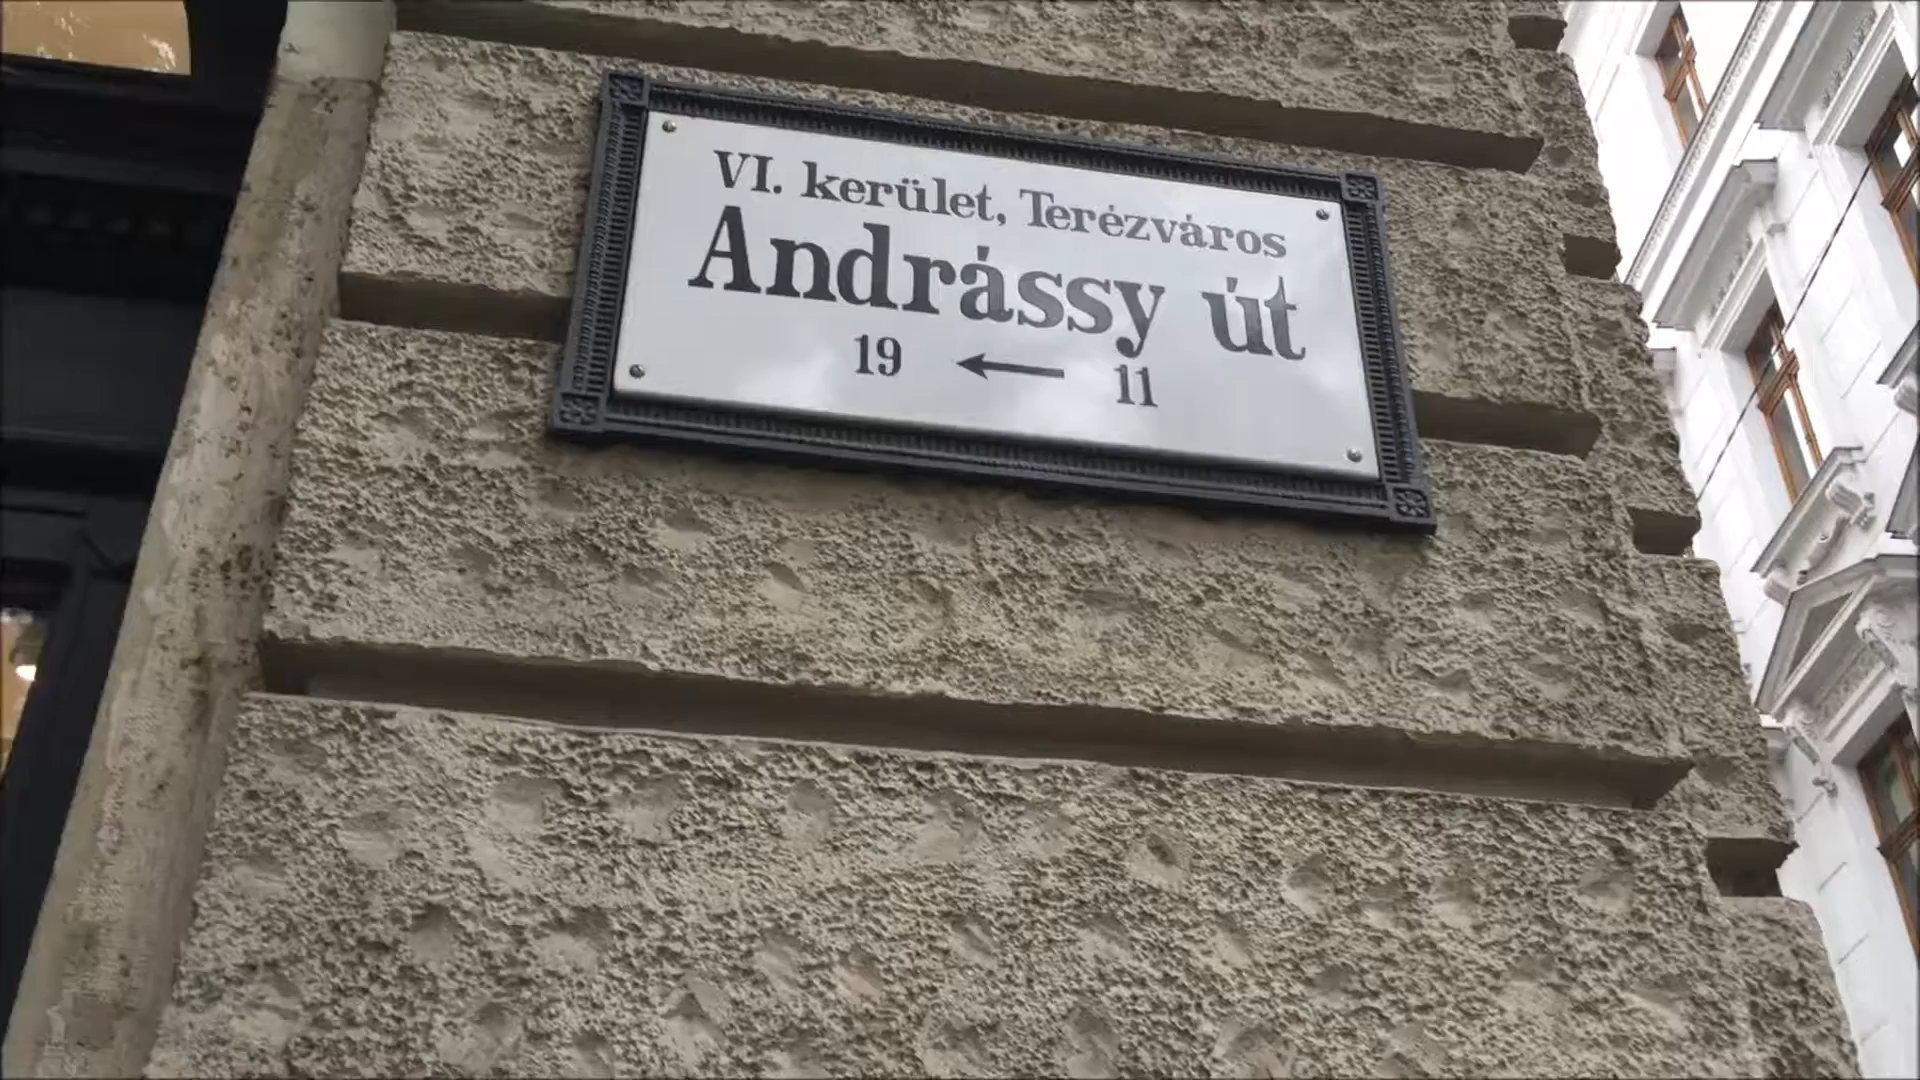 VI. kerület, Terézváros
Andrássy út
19 ← 11